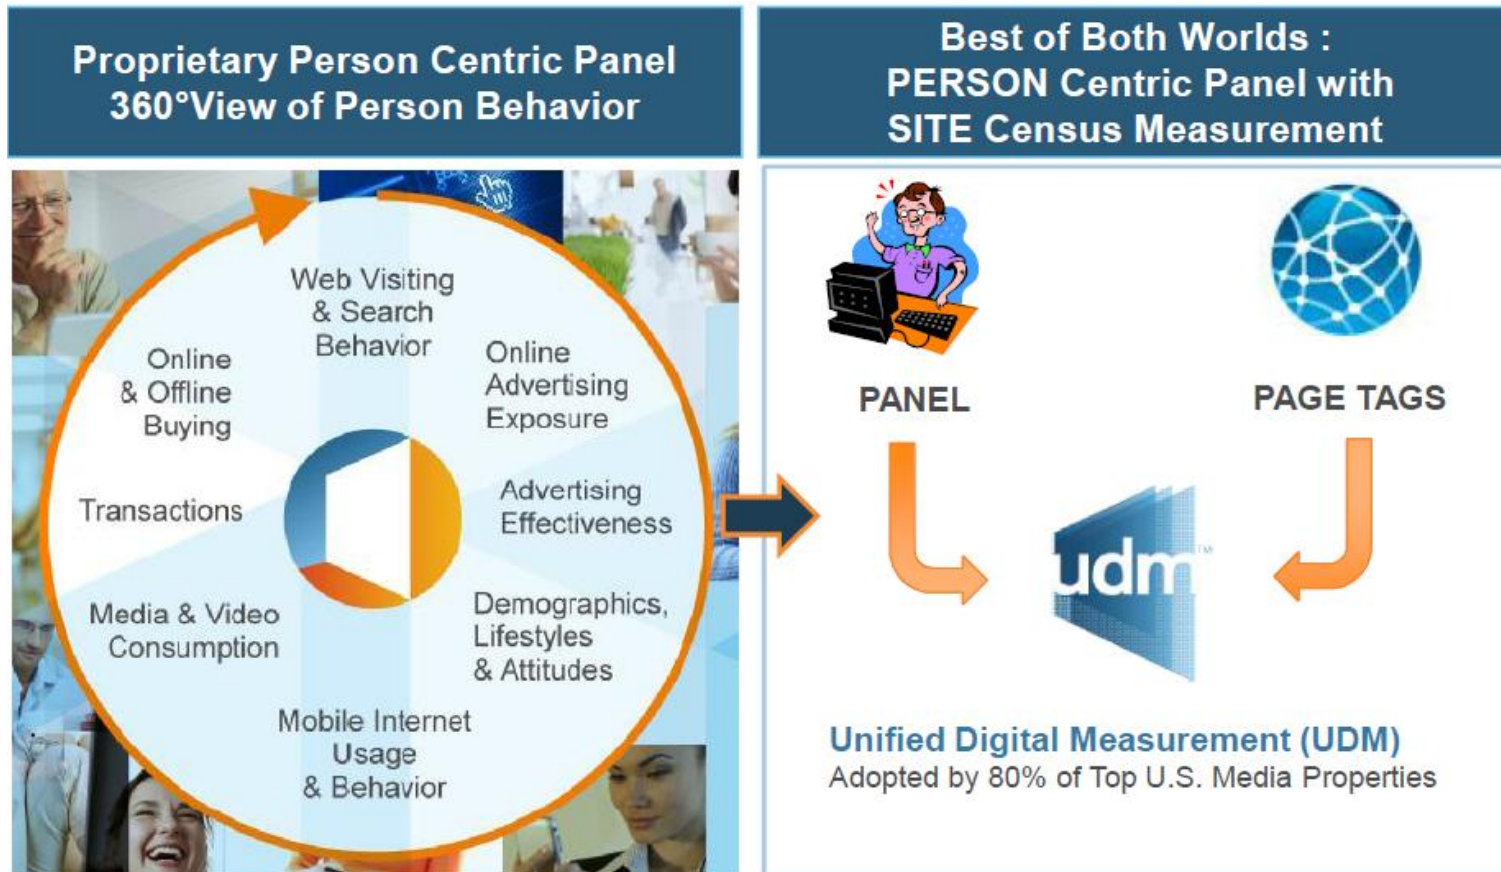 Proprietary Person Centric Panel
360°View of Person Behavior
Web Visiting
& Search
Behavior
Online
Advertising
Exposure
Advertising
Effectiveness
Demographics,
Lifestyles
& Attitudes
Mobile Internet
Usage
& Behavior
Media & Video
Consumption
Transactions
Online
& Offline
Buying
Best of Both Worlds :
PERSON Centric Panel with
SITE Census Measurement
PANEL
PAGE TAGS
udm™
Unified Digital Measurement (UDM)
Adopted by 80% of Top U.S. Media Properties